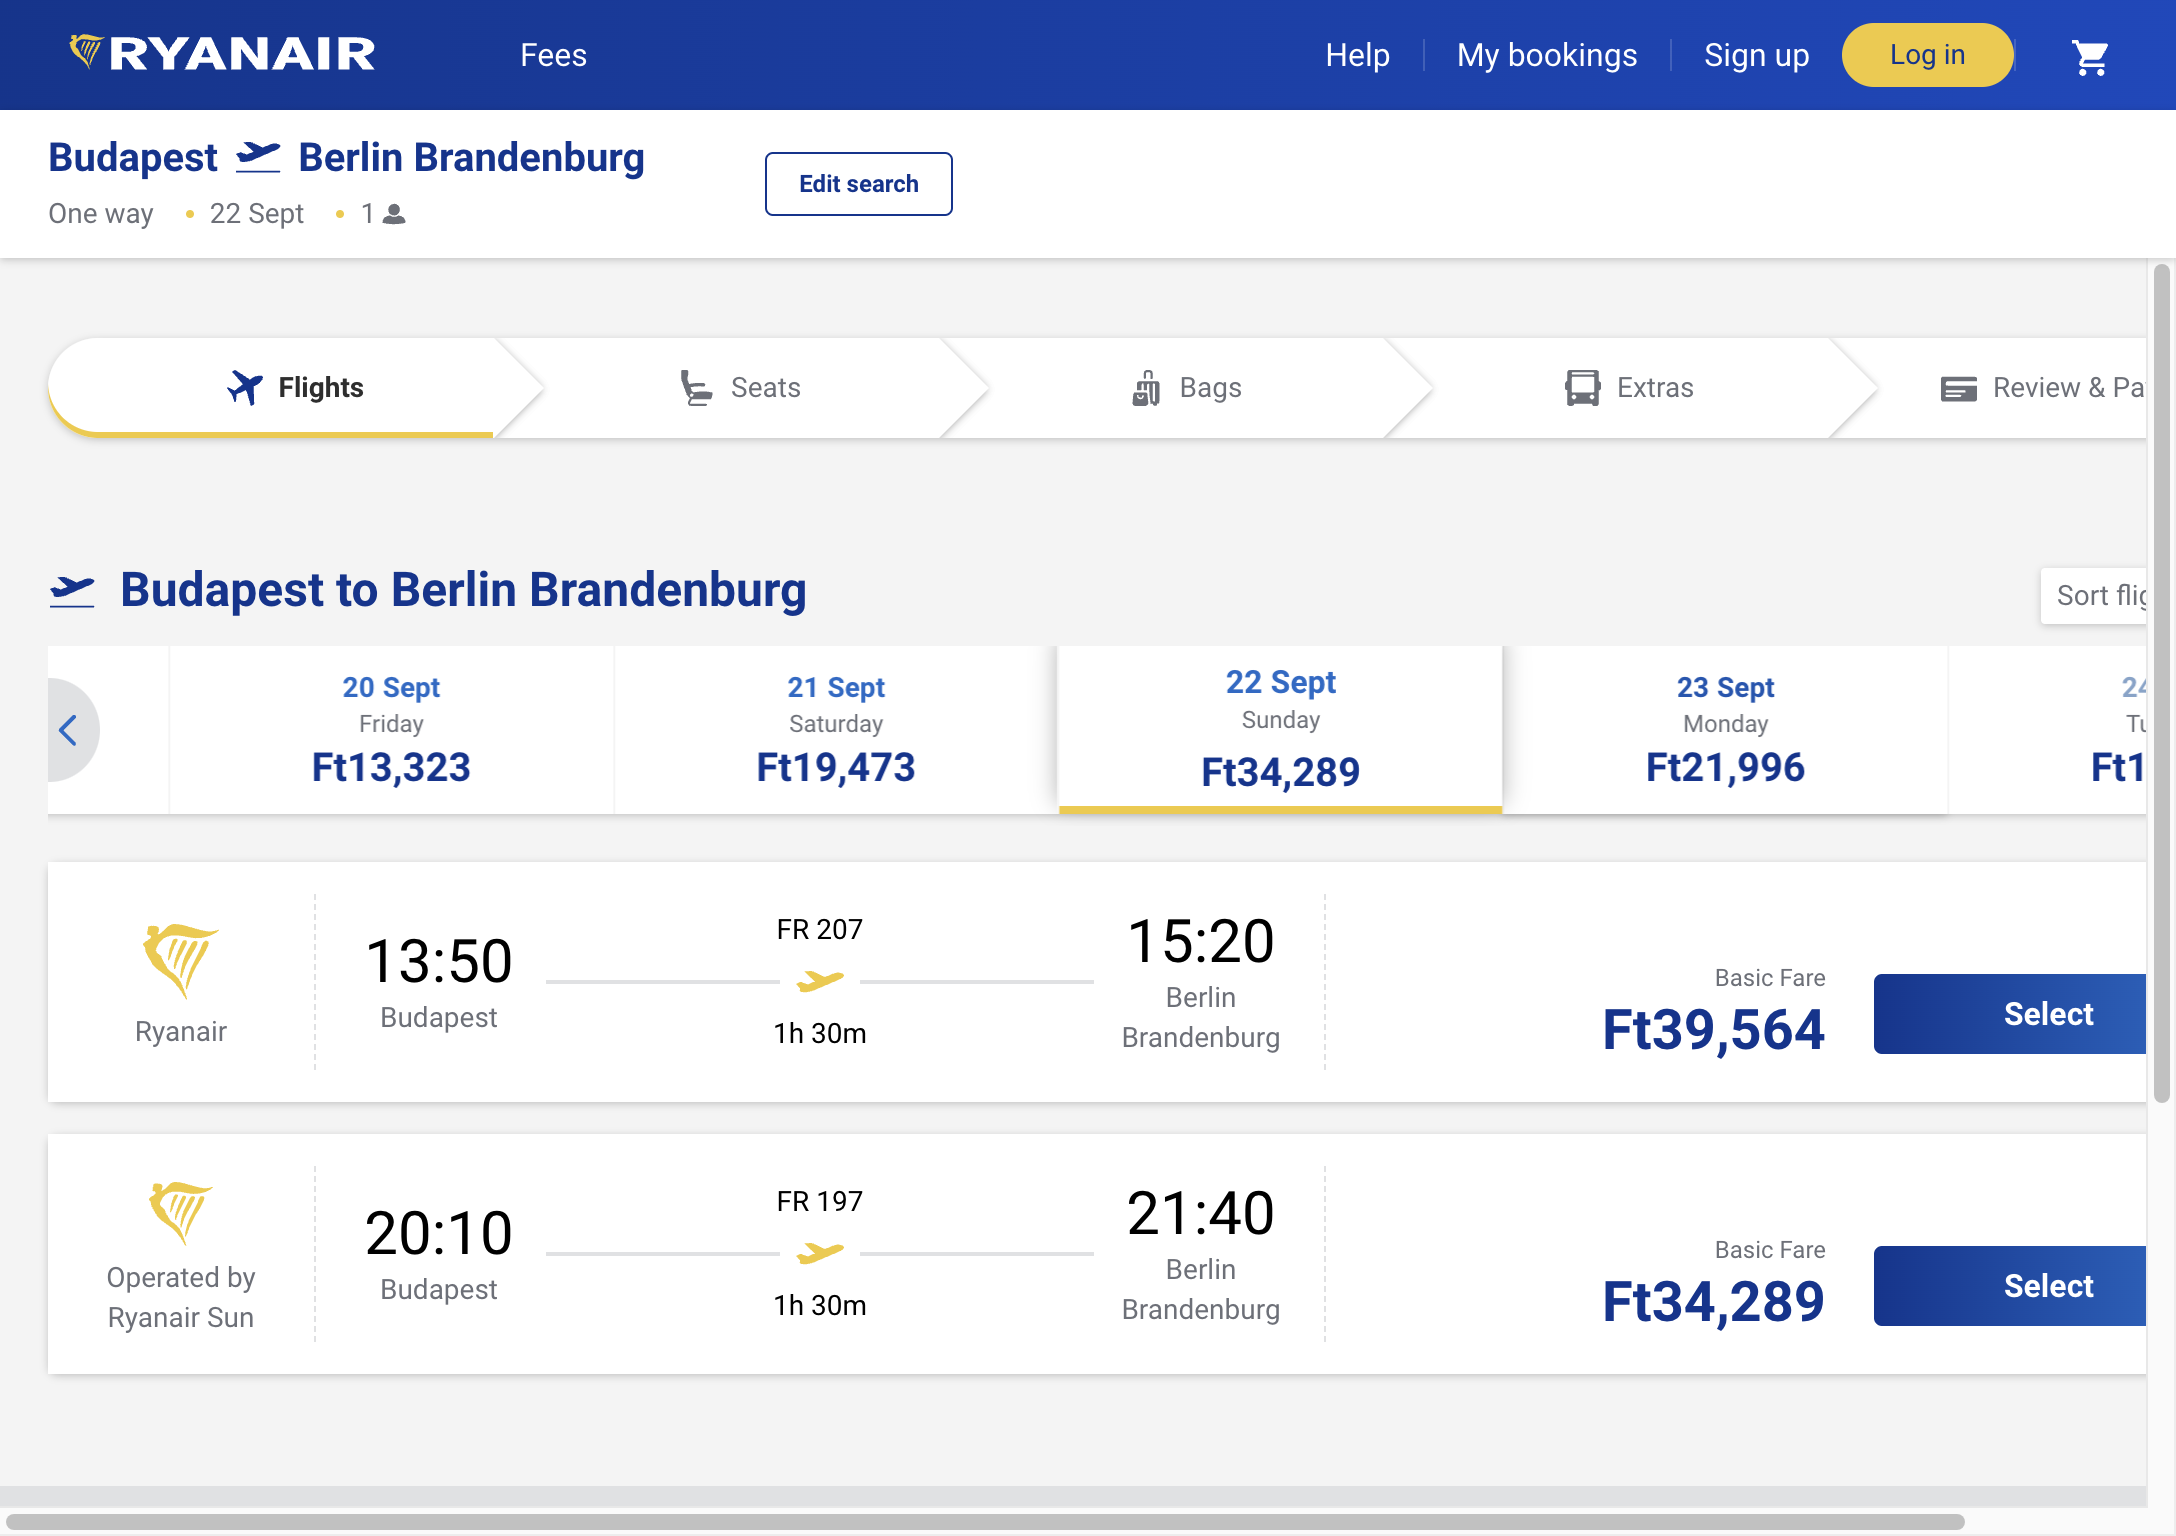 RYANAIR
Fees
Help
My bookings
Sign up
Log in
Budapest Berlin Brandenburg
One way • 22 Sept • 1
Edit search
Flights
Seats
Bags
Extras
Review & Pa
Budapest to Berlin Brandenburg
Sort flig
20 Sept
Friday
Ft13,323
21 Sept
Saturday
Ft19,473
22 Sept
Sunday
Ft34,289
23 Sept
Monday
Ft21,996
24
Tu
Ft1
Ryanair
13:50
Budapest
FR 207
1h 30m
15:20
Berlin
Brandenburg
Basic Fare
Ft39,564
Select
Operated by
Ryanair Sun
20:10
Budapest
FR 197
1h 30m
21:40
Berlin
Brandenburg
Basic Fare
Ft34,289
Select